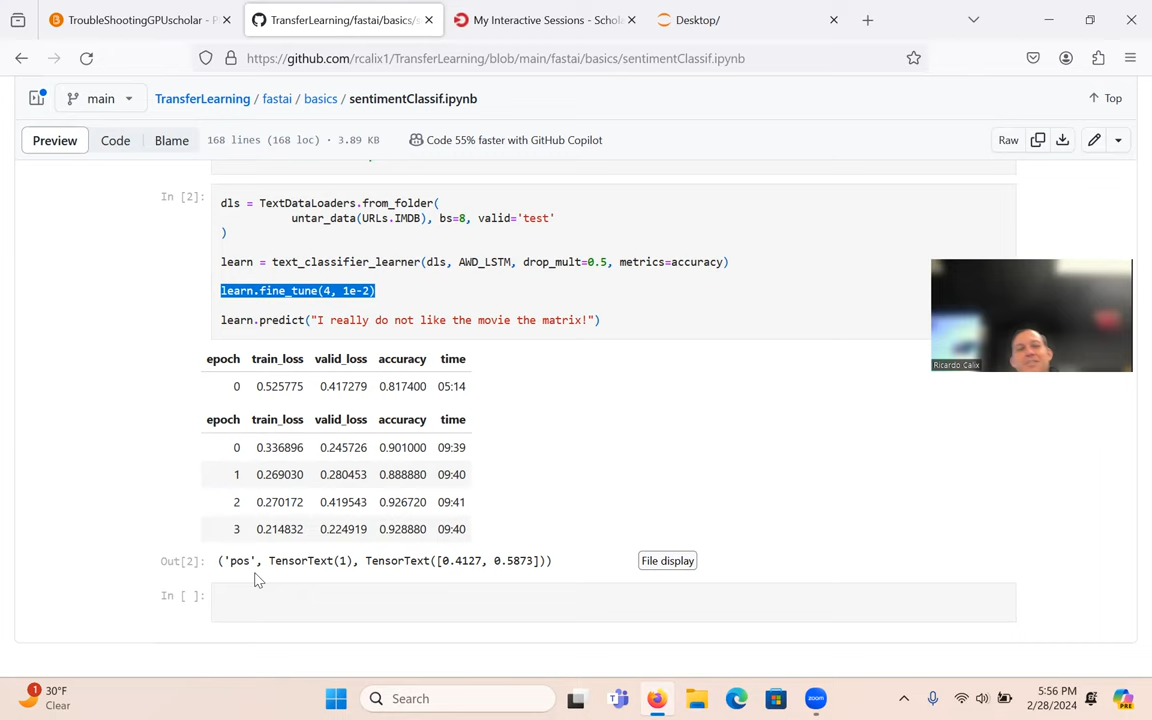 TroubleShootingGPUscholar - P
TransferLearning/fastai/basics/s
My Interactive Sessions - Schola
Desktop/
https://github.com/rcalix1/TransferLearning/blob/main/fastai/basics/sentimentClassif.ipynb
main
TransferLearning / fastai / basics / sentimentClassif.ipynb
Top
Preview
Code
Blame
168 lines (168 loc) · 3.89 KB
Code 55% faster with GitHub Copilot
Raw
In [2]:
dls = TextDataLoaders.from_folder(
untar_data(URLs.IMDB), bs=8, valid='test'
)
learn = text_classifier_learner(dls, AWD_LSTM, drop_mult=0.5, metrics=accuracy)
learn.fine_tune(4, 1e-2)
learn.predict("I really do not like the movie the matrix!")
Ricardo Calix
epoch train_loss valid_loss accuracy time
0 0.525775 0.417279 0.817400 05:14
epoch train_loss valid_loss accuracy time
0 0.336896 0.245726 0.901000 09:39
1 0.269030 0.280453 0.888880 09:40
2 0.270172 0.419543 0.926720 09:41
3 0.214832 0.224919 0.928880 09:40
Out[2]: ('pos', TensorText(1), TensorText([0.4127, 0.5873]))
File display
In [ ]:
1
30°F
Clear
Search
zoom
5:56 PM
2/28/2024
PRE